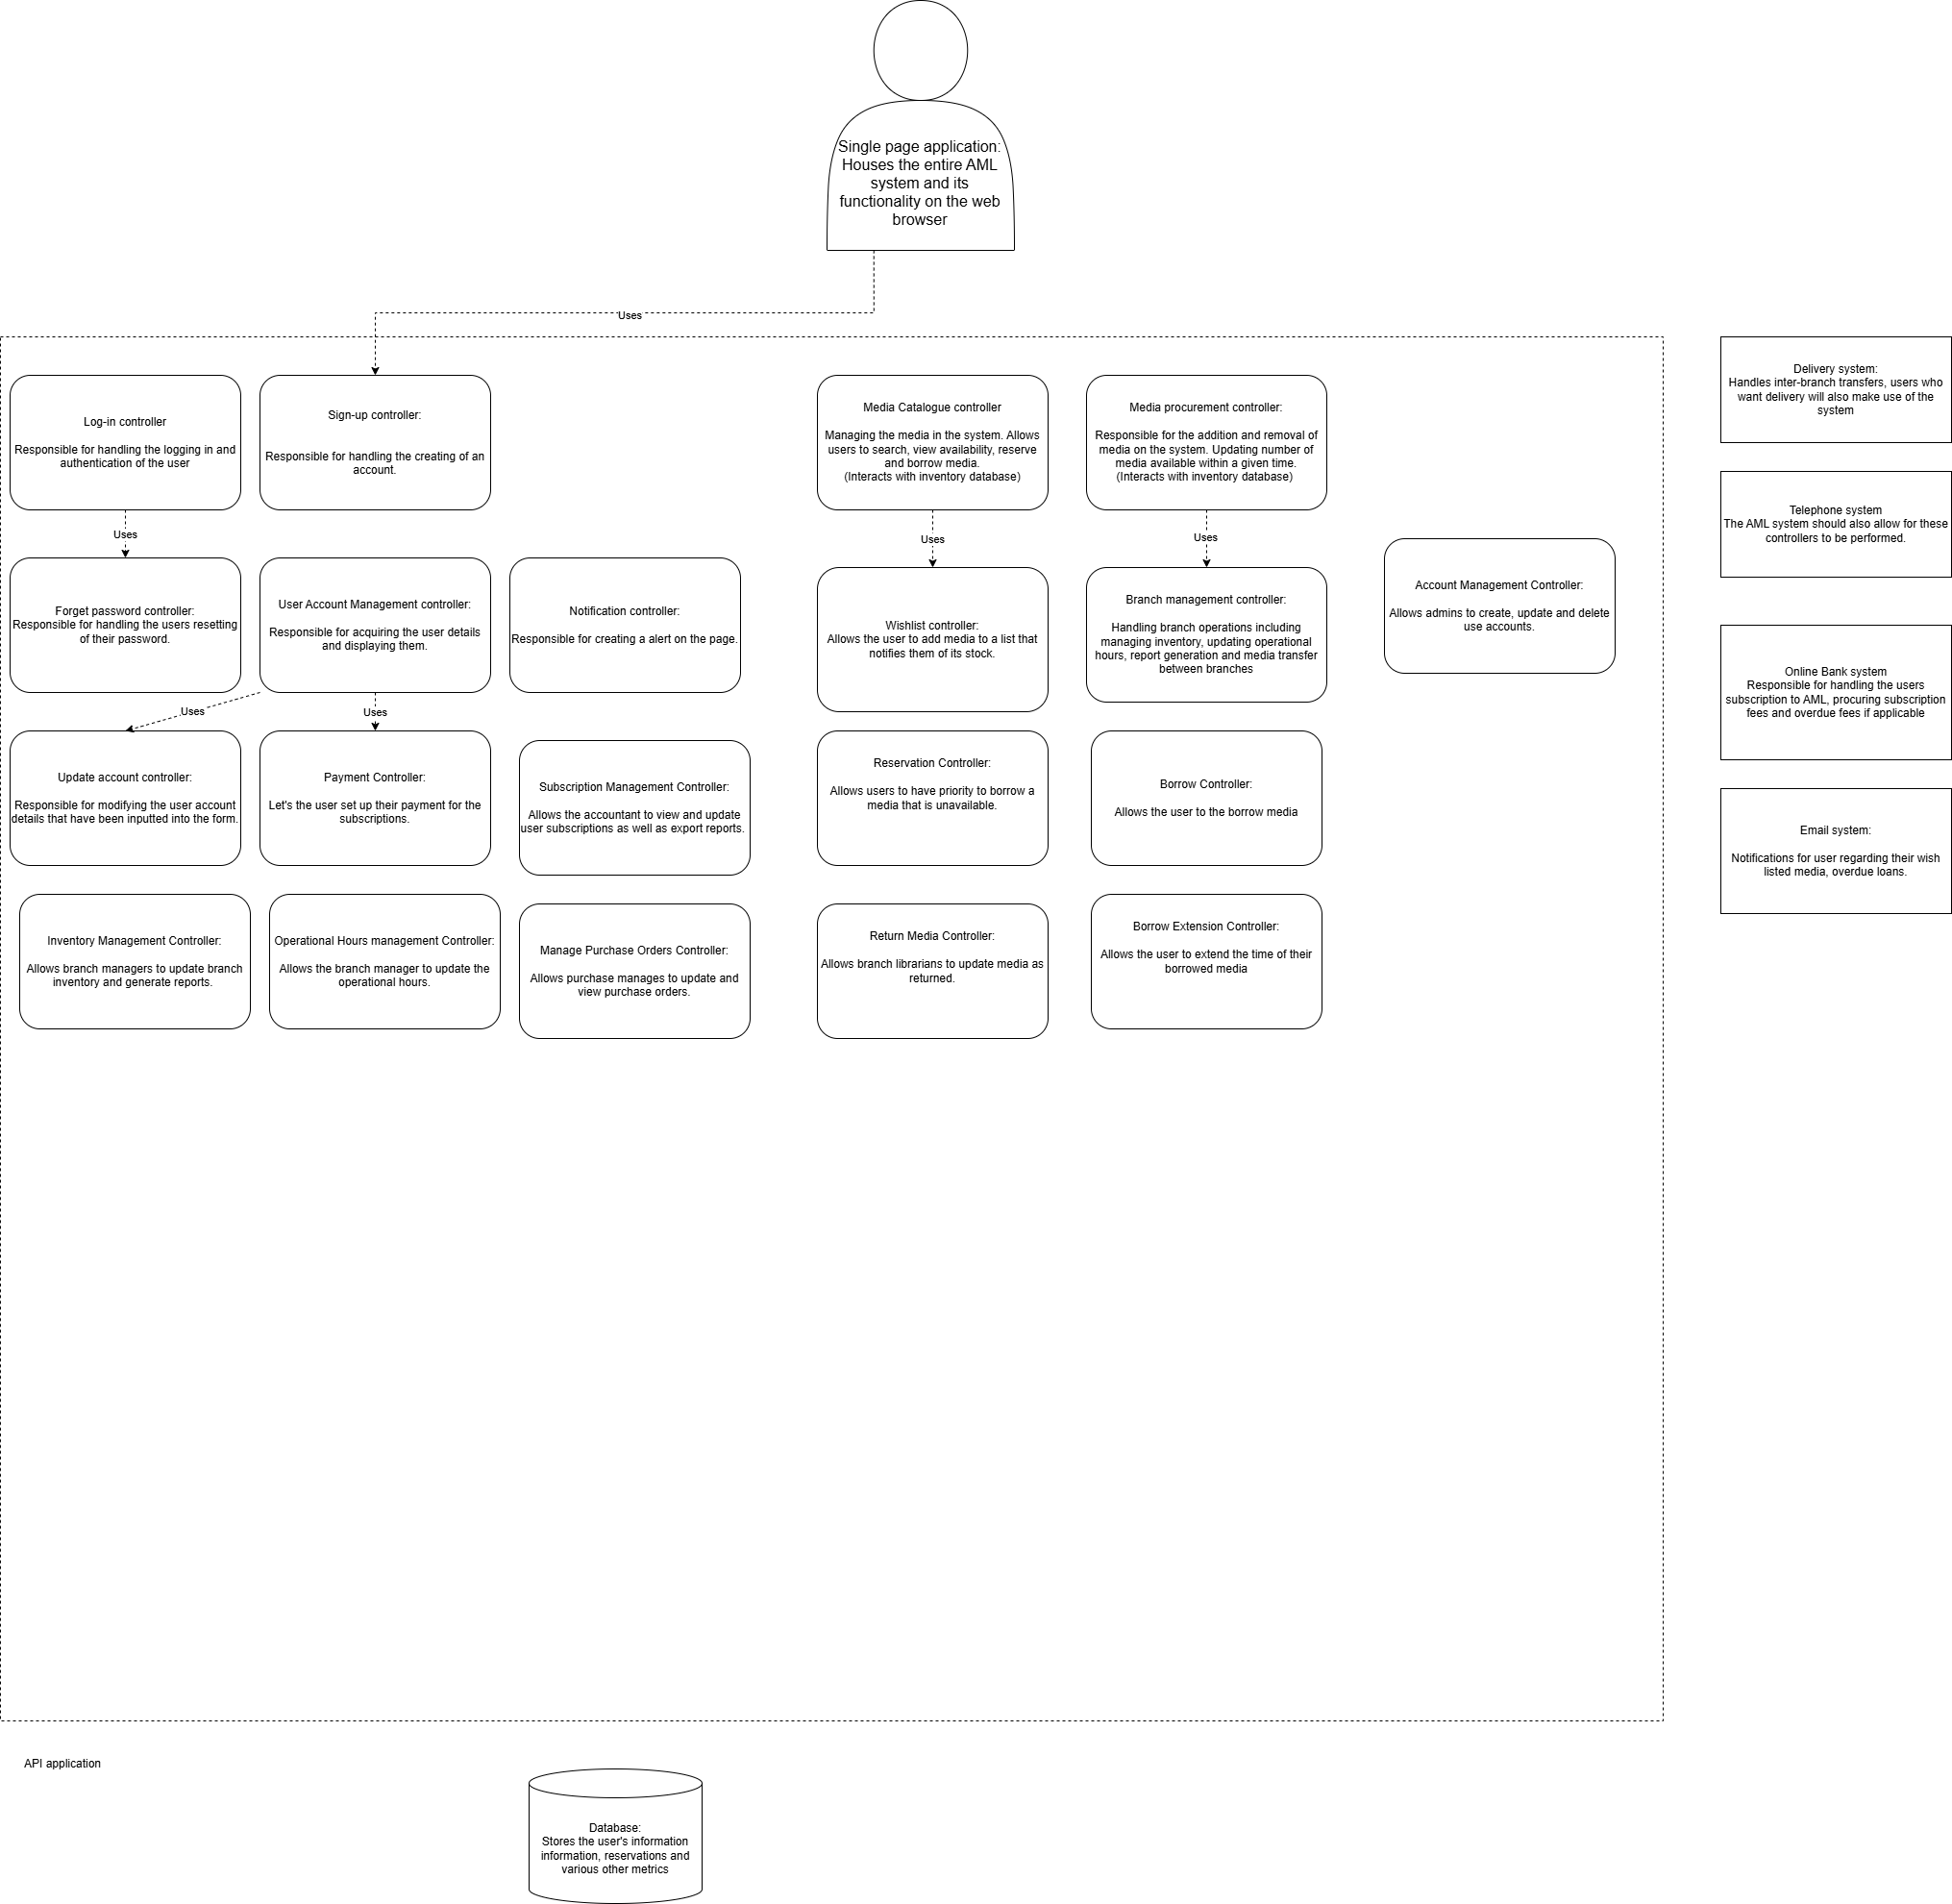 Single page application:
Houses the entire AML
system and its
functionality on the web
browser
Uses
Log-in controller
Responsible for handling the logging in and
authentication of the user
Sign-up controller:
Responsible for handling the creating of an
account.
Media Catalogue controller
Managing the media in the system. Allows
users to search, view availability, reserve
and borrow media.
(Interacts with inventory database)
Media procurement controller:
Responsible for the addition and removal of
media on the system. Updating number of
media available within a given time.
(Interacts with inventory database)
Delivery system:
Handles inter-branch transfers, users who
want delivery will also make use of the
system
Telephone system
The AML system should also allow for these
controllers to be performed.
Uses
Uses
Uses
Forget password controller:
Responsible for handling the users resetting
of their password.
User Account Management controller:
Responsible for acquiring the user details
and displaying them.
Notification controller:
Responsible for creating a alert on the page.
Wishlist controller:
Allows the user to add media to a list that
notifies them of its stock.
Branch management controller:
Handling branch operations including
managing inventory, updating operational
hours, report generation and media transfer
between branches
Account Management Controller:
Allows admins to create, update and delete
use accounts.
Online Bank system
Responsible for handling the users
subscription to AML, procuring subscription
fees and overdue fees if applicable
Uses
Uses
Update account controller:
Responsible for modifying the user account
details that have been inputted into the form.
Payment Controller:
Let's the user set up their payment for the
subscriptions.
Subscription Management Controller:
Allows the accountant to view and update
user subscriptions as well as export reports.
Reservation Controller:
Allows users to have priority to borrow a
media that is unavailable.
Borrow Controller:
Allows the user to the borrow media
Email system:
Notifications for user regarding their wish
listed media, overdue loans.
Inventory Management Controller:
Allows branch managers to update branch
inventory and generate reports.
Operational Hours management Controller:
Allows the branch manager to update the
operational hours.
Manage Purchase Orders Controller:
Allows purchase manages to update and
view purchase orders.
Return Media Controller:
Allows branch librarians to update media as
returned.
Borrow Extension Controller:
Allows the user to extend the time of their
borrowed media
API application
Database:
Stores the user's information
information, reservations and
various other metrics